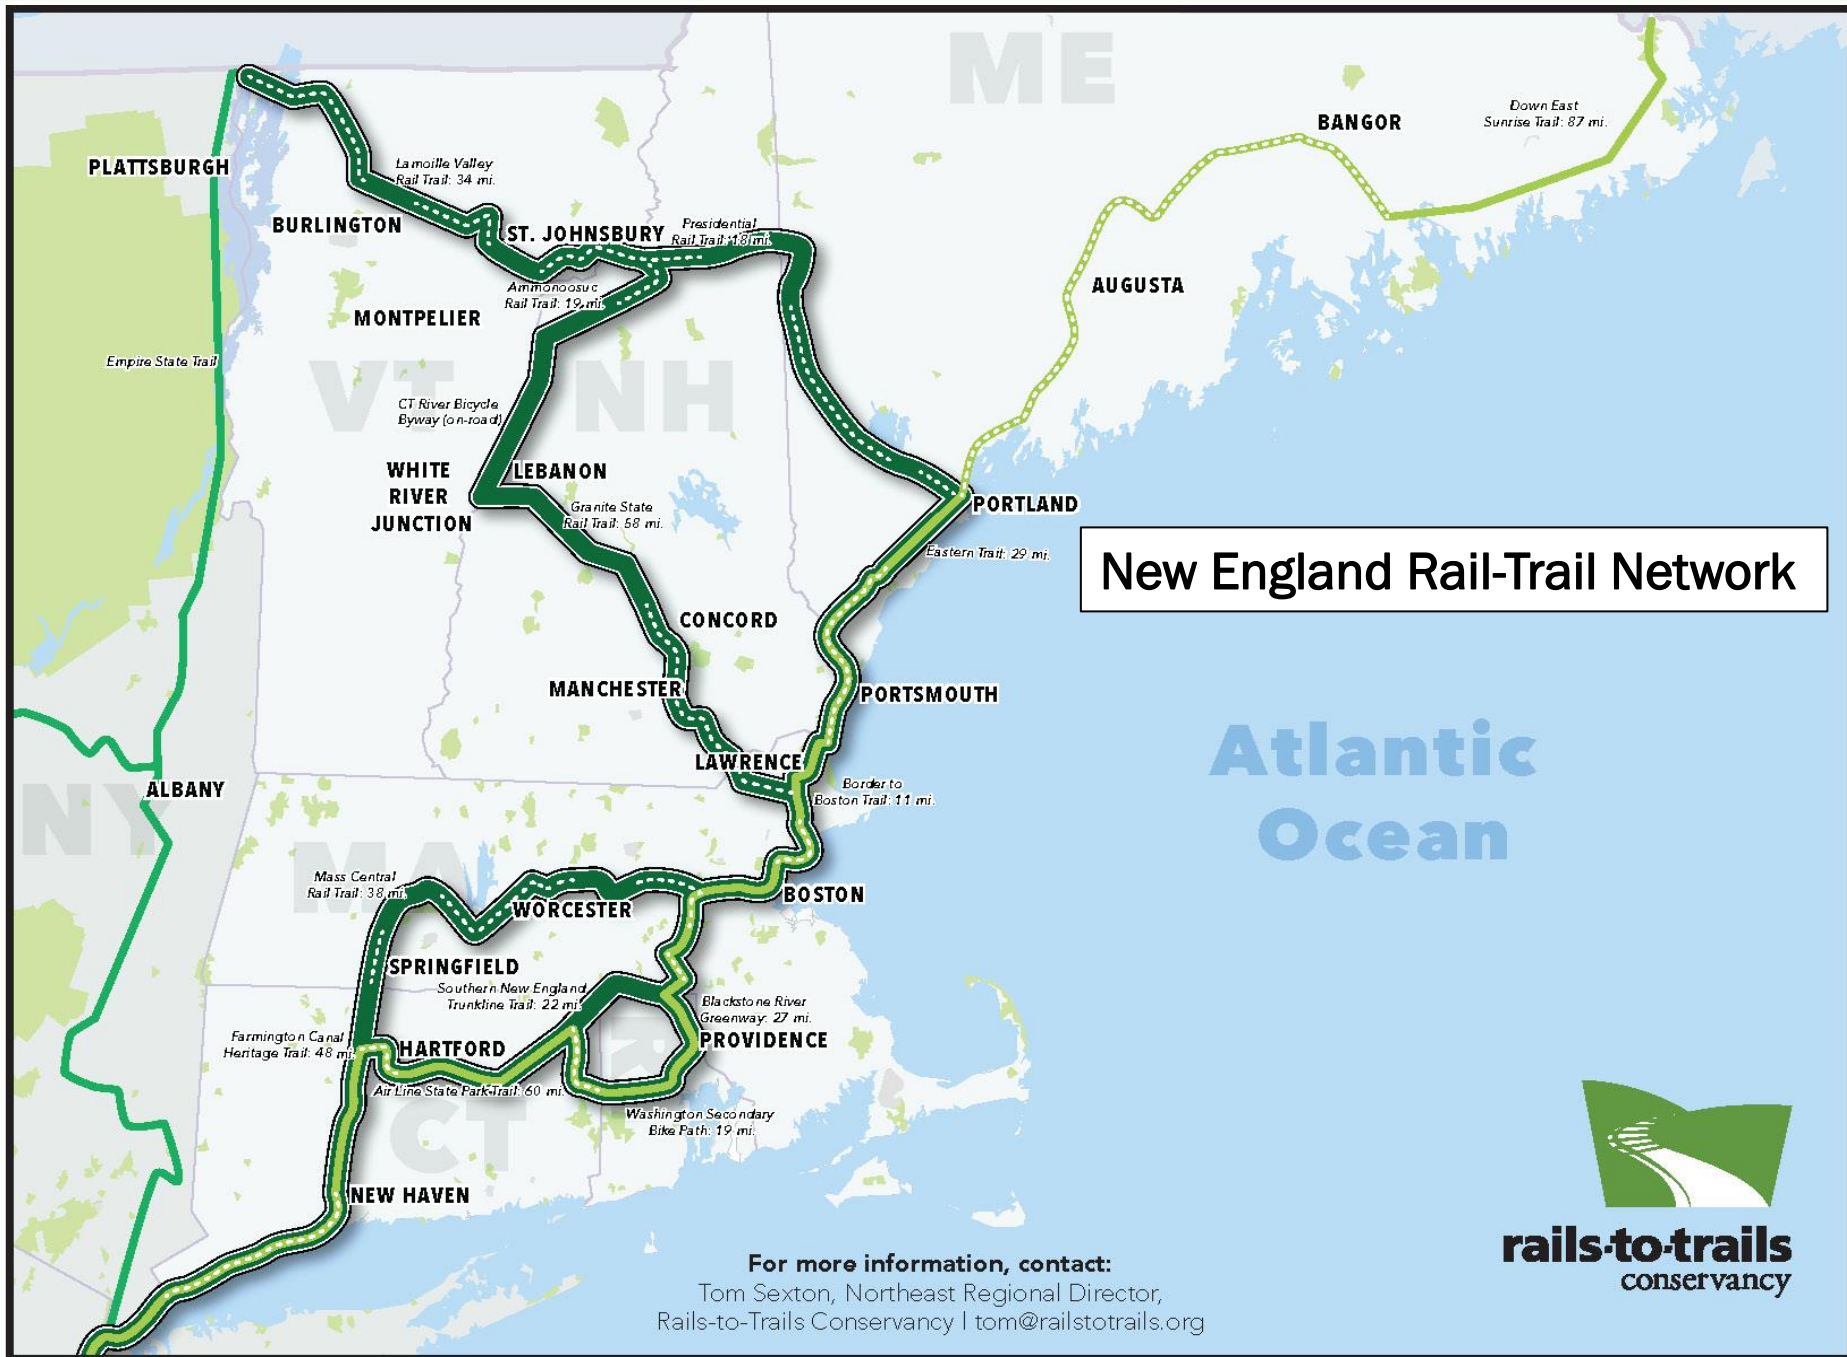 ME
BANGOR
Down East
Sunrise Trail: 87 mi.
PLATTSBURGH
Lamoille Valley
Rail Trail: 34 mi.
BURLINGTON
ST. JOHNSBURY
Presidential
Rail Trail: 18 mi.
Ammonoosuc
Rail Trail: 19 mi.
AUGUSTA
MONTPELIER
Empire State Trail
VT
NH
CT River Bicycle
Byway (on-road)
WHITE
RIVER
JUNCTION
LEBANON
Granite State
Rail Trail: 58 mi.
PORTLAND
Eastern Trail: 29 mi.
New England Rail-Trail Network
CONCORD
MANCHESTER
PORTSMOUTH
LAWRENCE
Atlantic
Ocean
ALBANY
NY
Border to
Boston Trail: 11 mi.
MA
Mass Central
Rail Trail: 38 mi.
WORCESTER
BOSTON
SPRINGFIELD
Southern New England
Trunkline Trail: 22 mi.
Blackstone River
Greenway: 27 mi.
PROVIDENCE
RI
Farmington Canal
Heritage Trail: 48 mi.
HARTFORD
Air Line State Park Trail: 60 mi.
CT
Washington Secondary
Bike Path: 19 mi.
NEW HAVEN
For more information, contact:
Tom Sexton, Northeast Regional Director,
Rails-to-Trails Conservancy | tom@railstotrails.org
rails-to-trails
conservancy